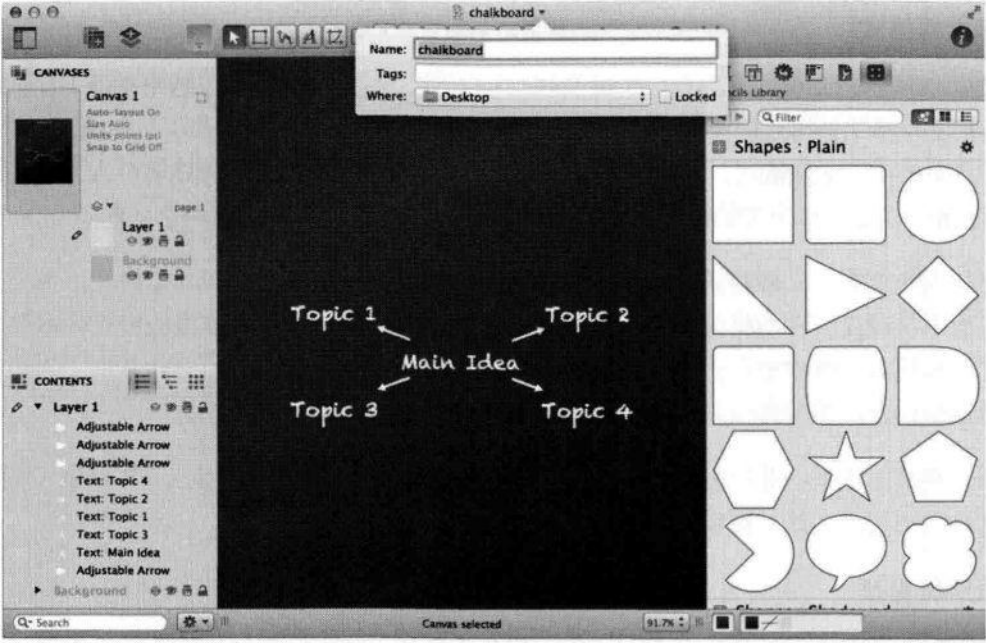 chalkboard
Name: chalkboard
Tags:
Where: Desktop Locked
CANVASES
Canvas 1
Auto-layout On
Size Auto
Units points (pt)
Snap to Grid Off
page 1
Layer 1
Background
CONTENTS
Layer 1
Adjustable Arrow
Adjustable Arrow
Adjustable Arrow
Text: Topic 4
Text: Topic 2
Text: Topic 1
Text: Topic 3
Text: Main Idea
Adjustable Arrow
Background
Search
Topic 1
Topic 2
Main Idea
Topic 3
Topic 4
Canvas selected
91.7%
Library
Filter
Shapes : Plain